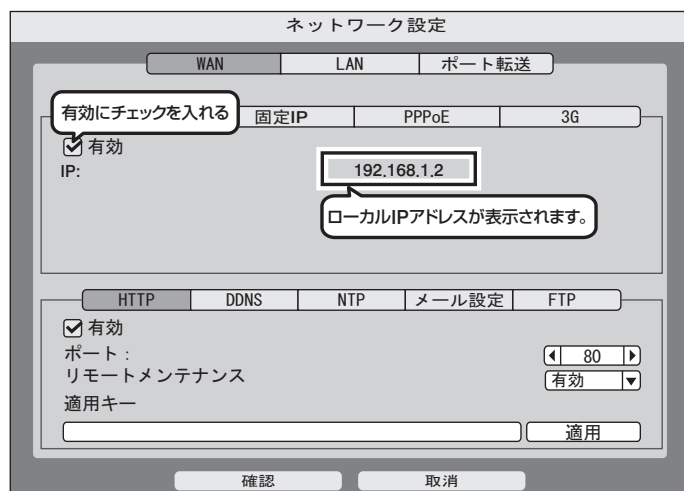 ネットワーク設定
WAN LAN ポート転送
有効にチェックを入れる 固定IP PPPoE 3G
有効
IP: 192.168.1.2
ローカルIPアドレスが表示されます。
HTTP DDNS NTP メール設定 FTP
有効
ポート： 80
リモートメンテナンス 有効
適用キー
適用
確認 取消